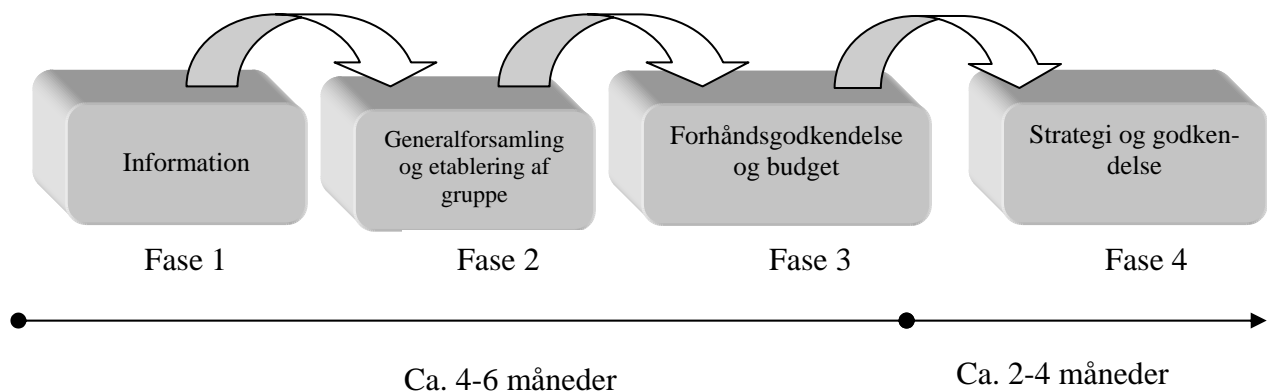 Information
Generalforsamling
og etablering af
gruppe
Forhåndsgodkendelse
og budget
Strategi og godken-
delse
Fase 1
Fase 2
Fase 3
Fase 4
Ca. 4-6 måneder
Ca. 2-4 måneder